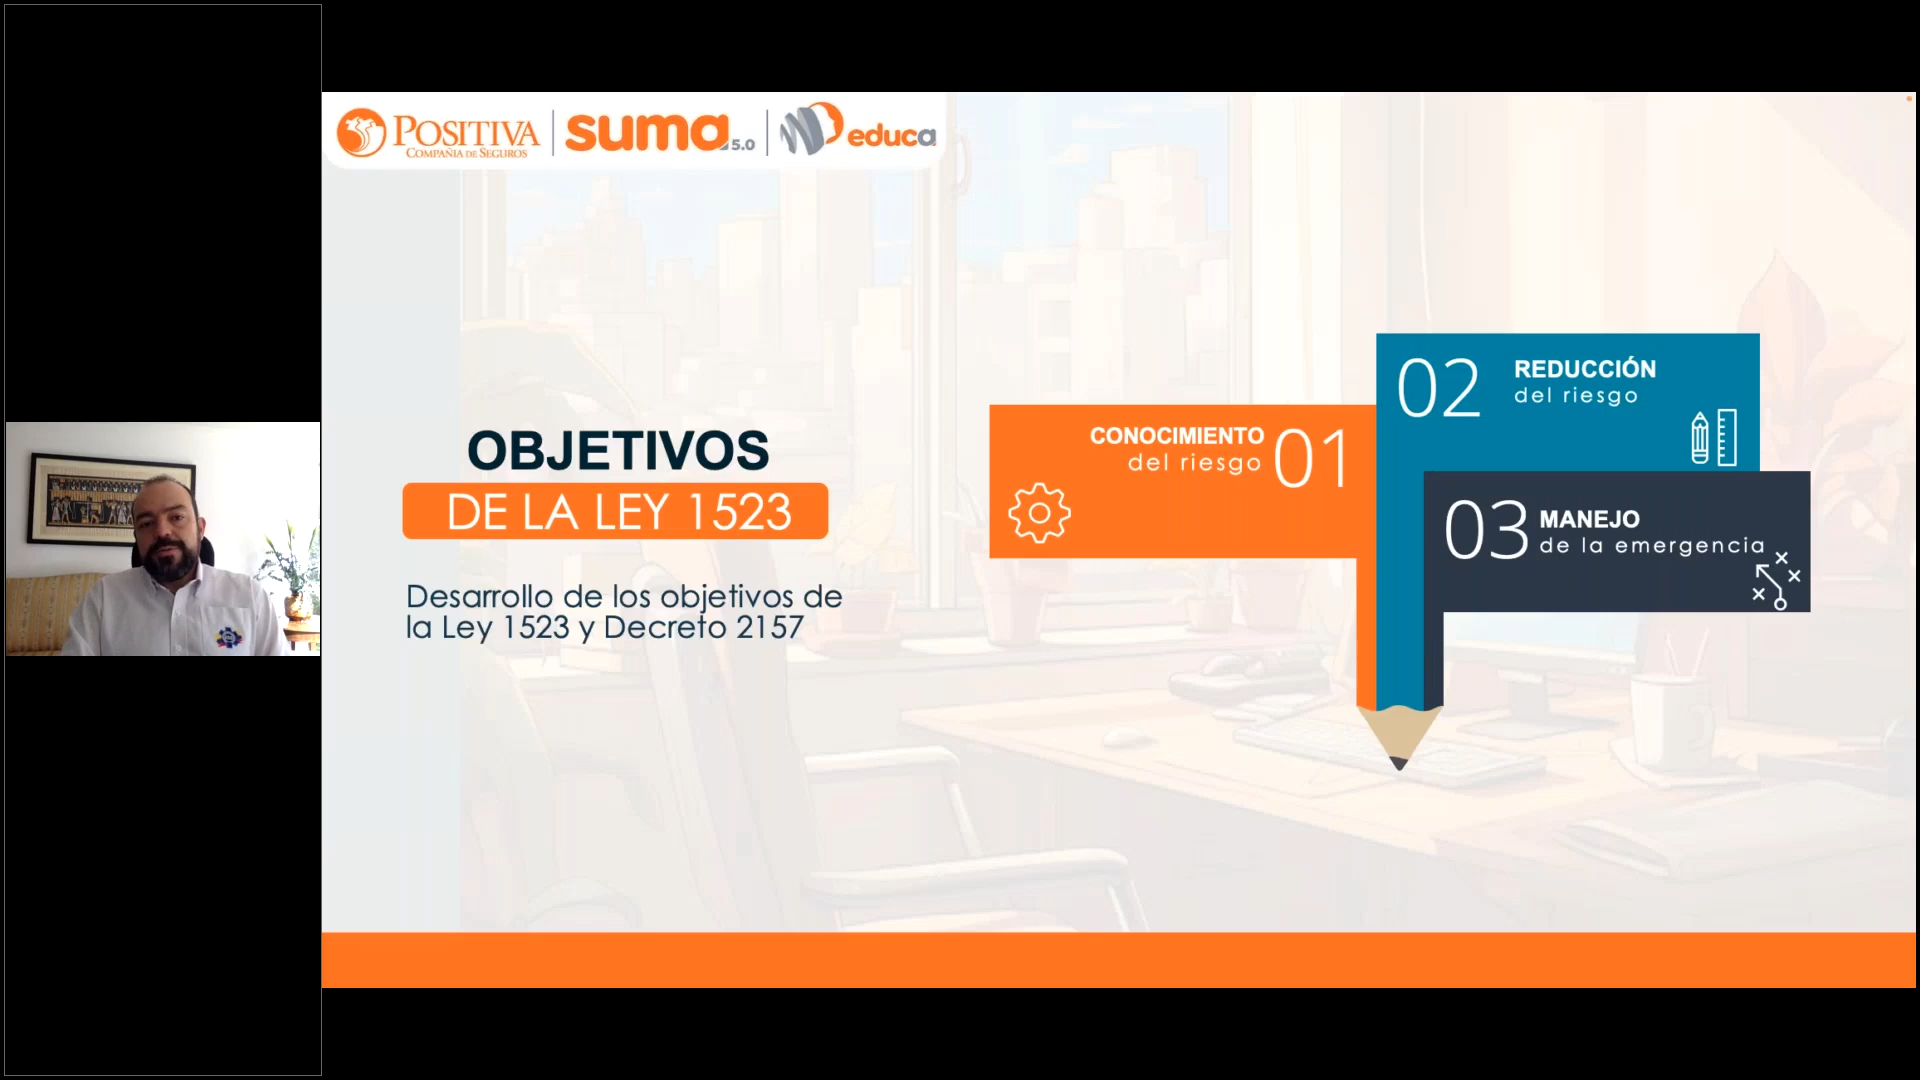 POSITIVA
COMPAÑIA DE SEGUROS
suma 5.0
educa
OBJETIVOS
DE LA LEY 1523
Desarrollo de los objetivos de
la Ley 1523 y Decreto 2157
CONOCIMIENTO
del riesgo
01
02
REDUCCIÓN
del riesgo
03
MANEJO
de la emergencia